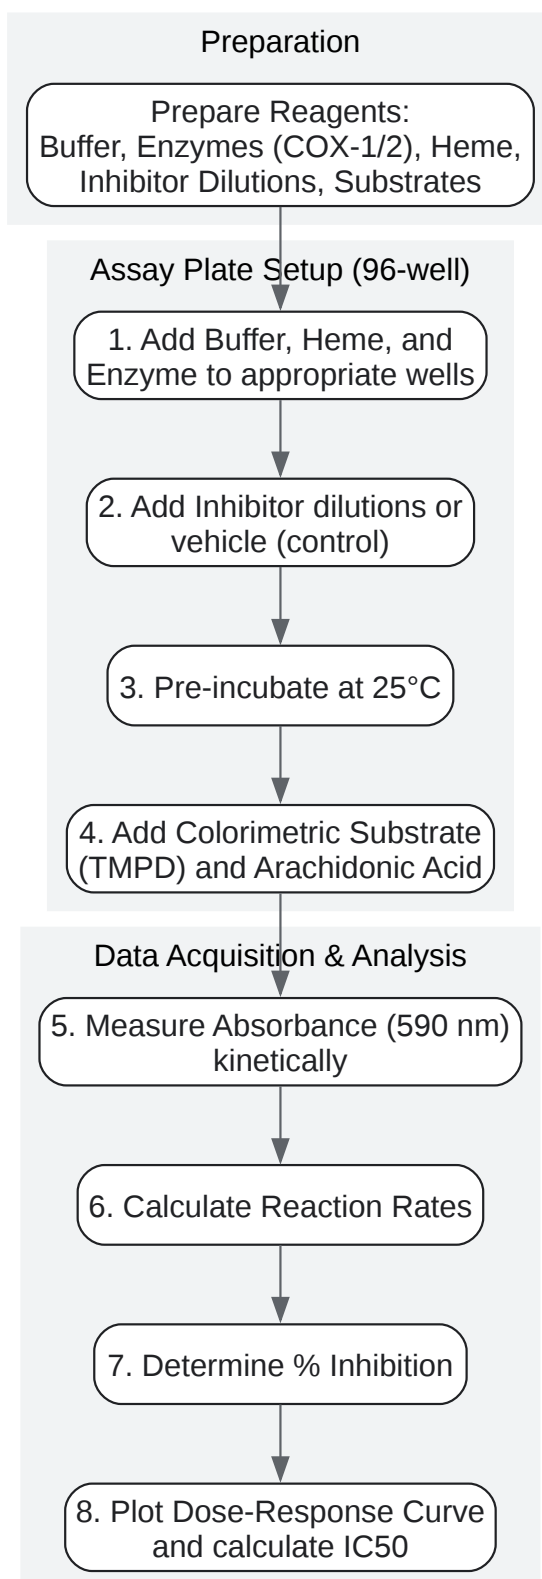 Preparation
Prepare Reagents:
Buffer, Enzymes (COX-1/2), Heme,
Inhibitor Dilutions, Substrates
Assay Plate Setup (96-well)
1. Add Buffer, Heme, and
Enzyme to appropriate wells
2. Add Inhibitor dilutions or
vehicle (control)
3. Pre-incubate at 25°C
4. Add Colorimetric Substrate
(TMPD) and Arachidonic Acid
Data Acquisition & Analysis
5. Measure Absorbance (590 nm)
kinetically
6. Calculate Reaction Rates
7. Determine % Inhibition
8. Plot Dose-Response Curve
and calculate IC50